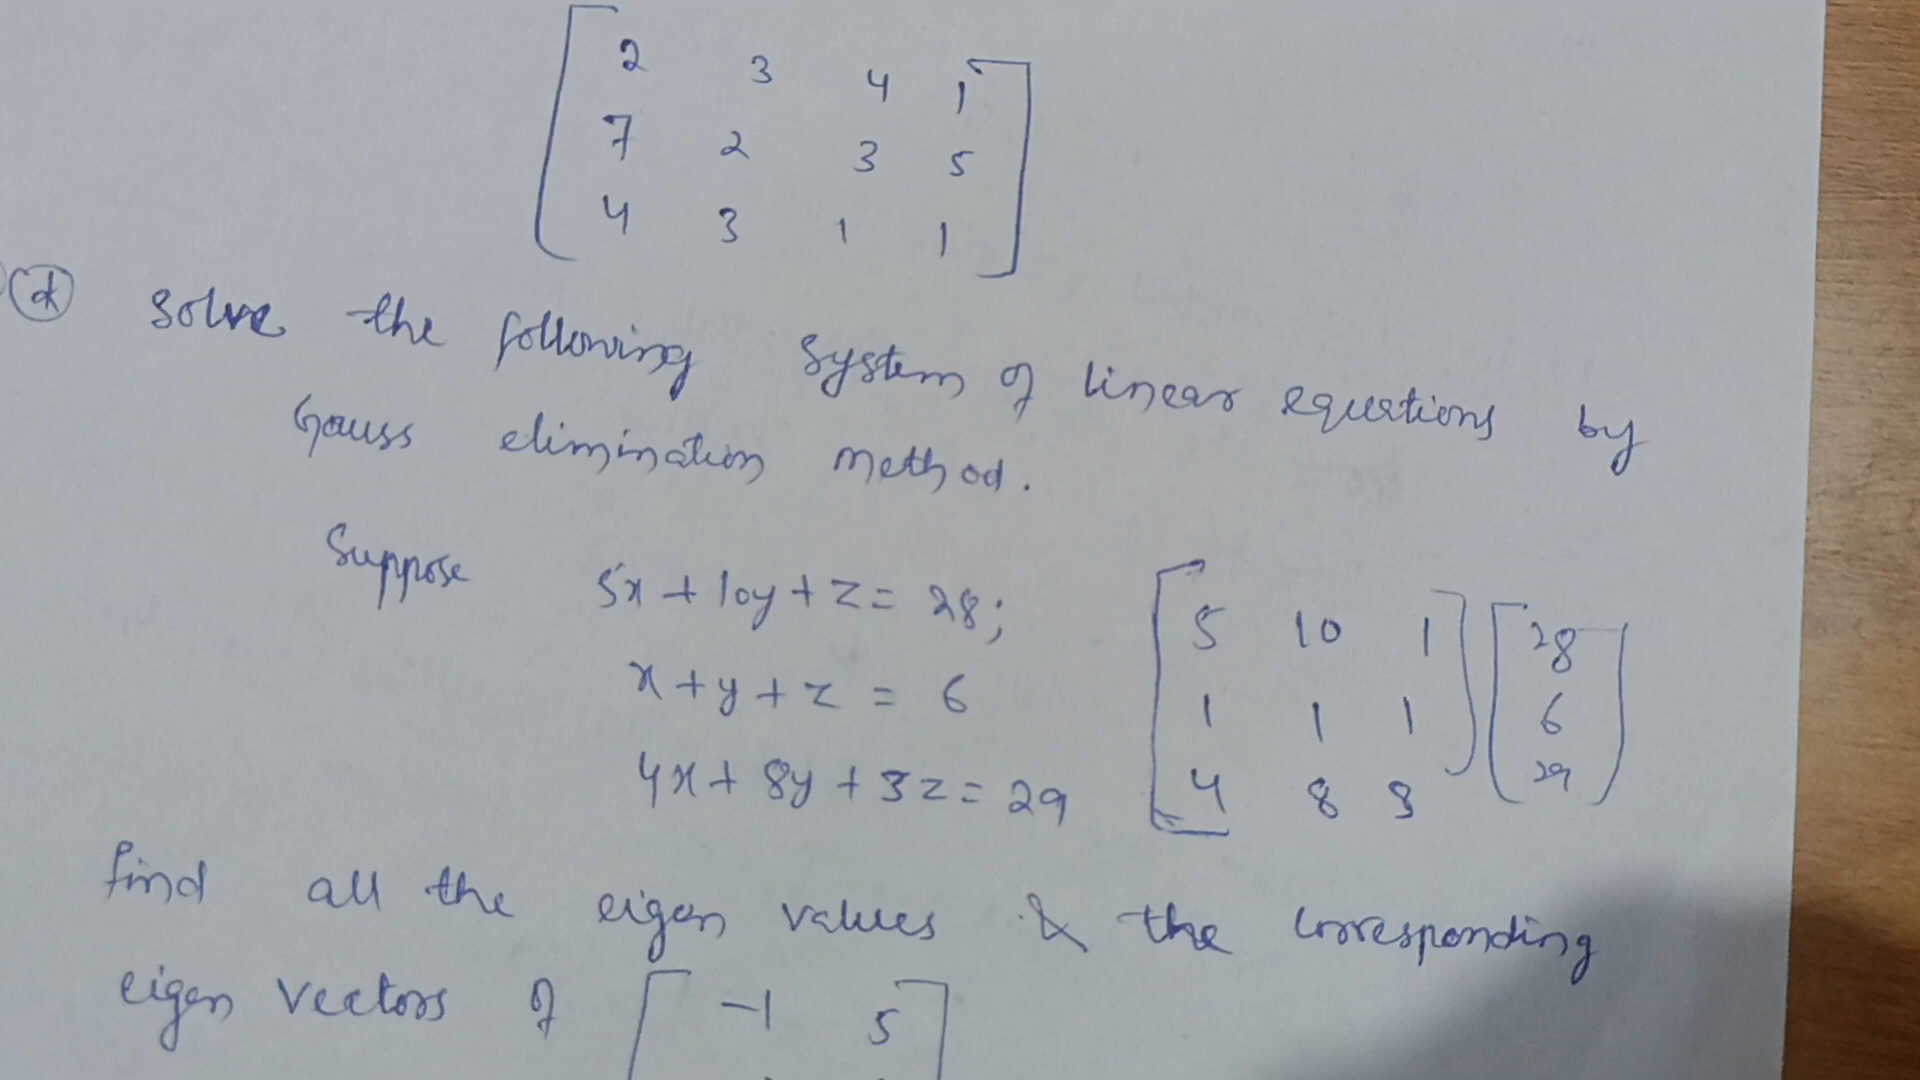 2 3 4 1
7 2 3 5
4 3 1 1
d solve the following system of linear equations by
Gauss elimination method.
Suppose 5x + 10y + z = 28;
x + y + z = 6
4x + 8y + 3z = 29
5 10 1 28
1 1 1 6
4 8 3 29
find all the eigen values & the corresponding
eigen vectors of -1 5